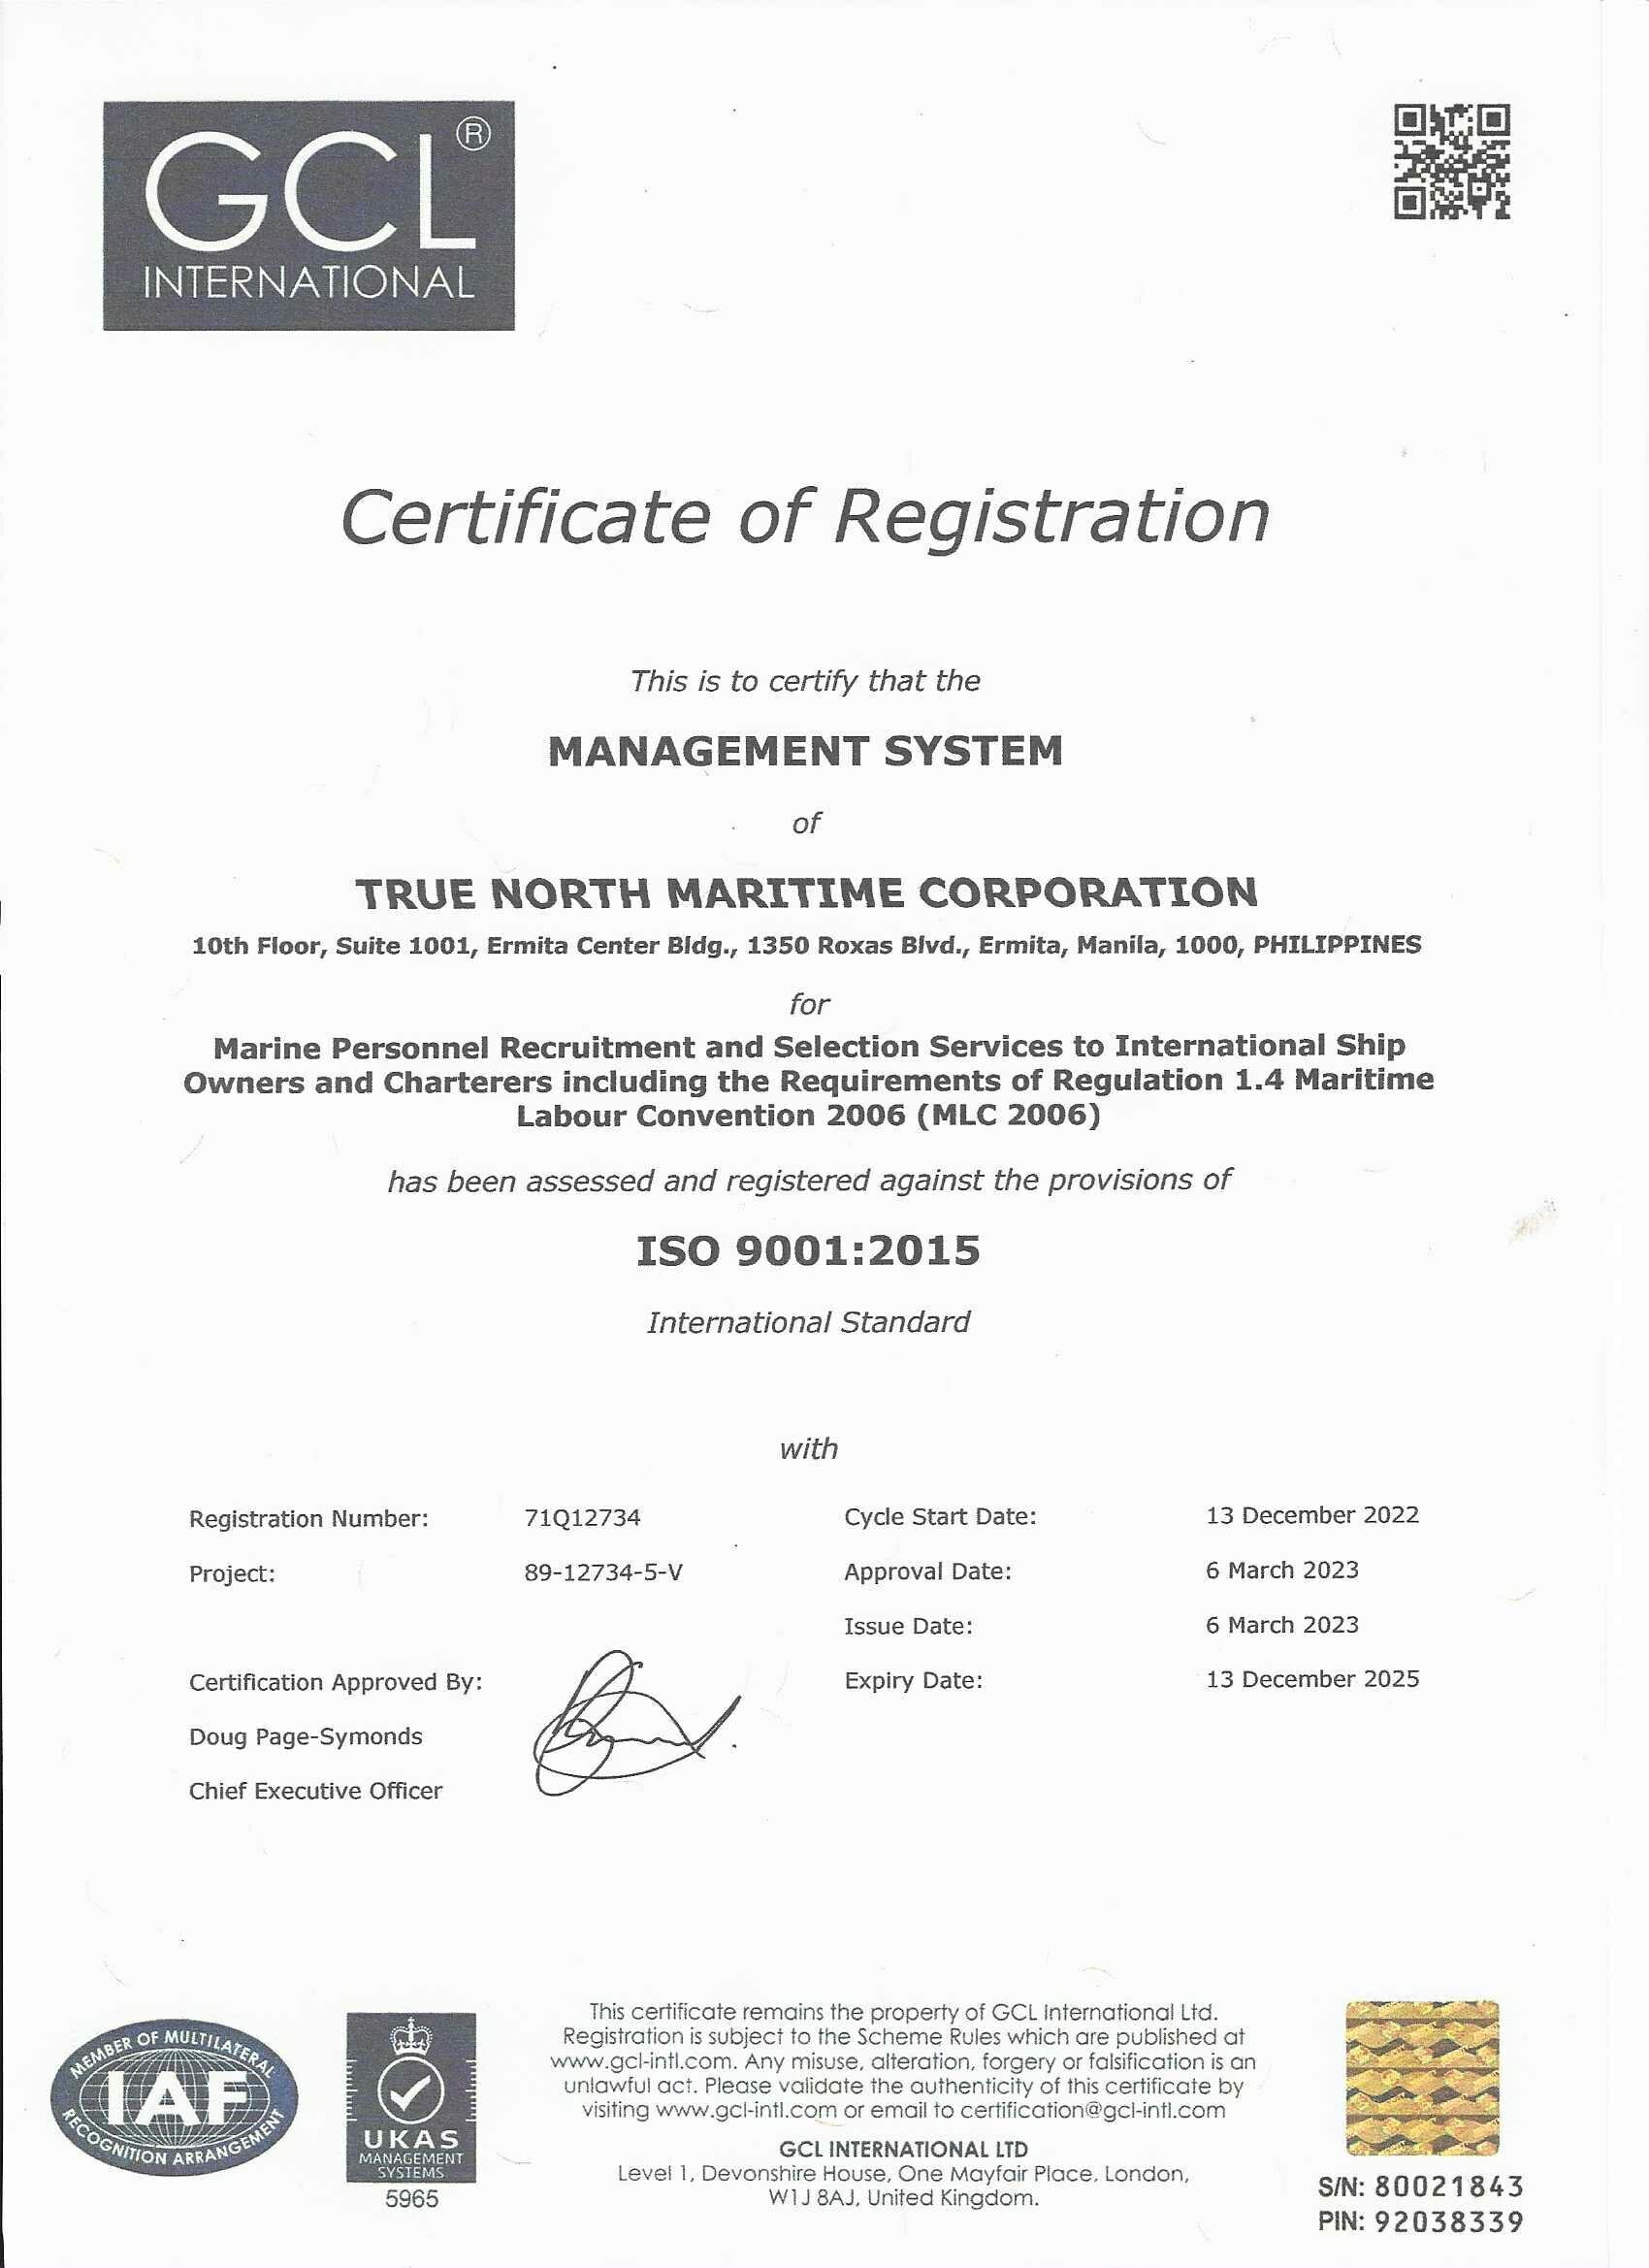 GCL®
INTERNATIONAL
Certificate of Registration
This is to certify that the
MANAGEMENT SYSTEM
of
TRUE NORTH MARITIME CORPORATION
10th Floor, Suite 1001, Ermita Center Bldg., 1350 Roxas Blvd., Ermita, Manila, 1000, PHILIPPINES
for
Marine Personnel Recruitment and Selection Services to International Ship
Owners and Charterers including the Requirements of Regulation 1.4 Maritime
Labour Convention 2006 (MLC 2006)
has been assessed and registered against the provisions of
ISO 9001:2015
International Standard
with
Registration Number: 71Q12734 Cycle Start Date: 13 December 2022
Project: 89-12734-5-V Approval Date: 6 March 2023
Issue Date: 6 March 2023
Certification Approved By: Expiry Date: 13 December 2025
Doug Page-Symonds
Chief Executive Officer
MEMBER OF MULTILATERAL
IAF
RECOGNITION ARRANGEMENT
UKAS
MANAGEMENT
SYSTEMS
5965
This certificate remains the property of GCL International Ltd.
Registration is subject to the Scheme Rules which are published at
www.gcl-intl.com. Any misuse, alteration, forgery or falsification is an
unlawful act. Please validate the authenticity of this certificate by
visiting www.gcl-intl.com or email to certification@gcl-intl.com
GCL INTERNATIONAL LTD
Level 1, Devonshire House, One Mayfair Place, London,
W1J 8AJ, United Kingdom.
S/N: 80021843
PIN: 92038339